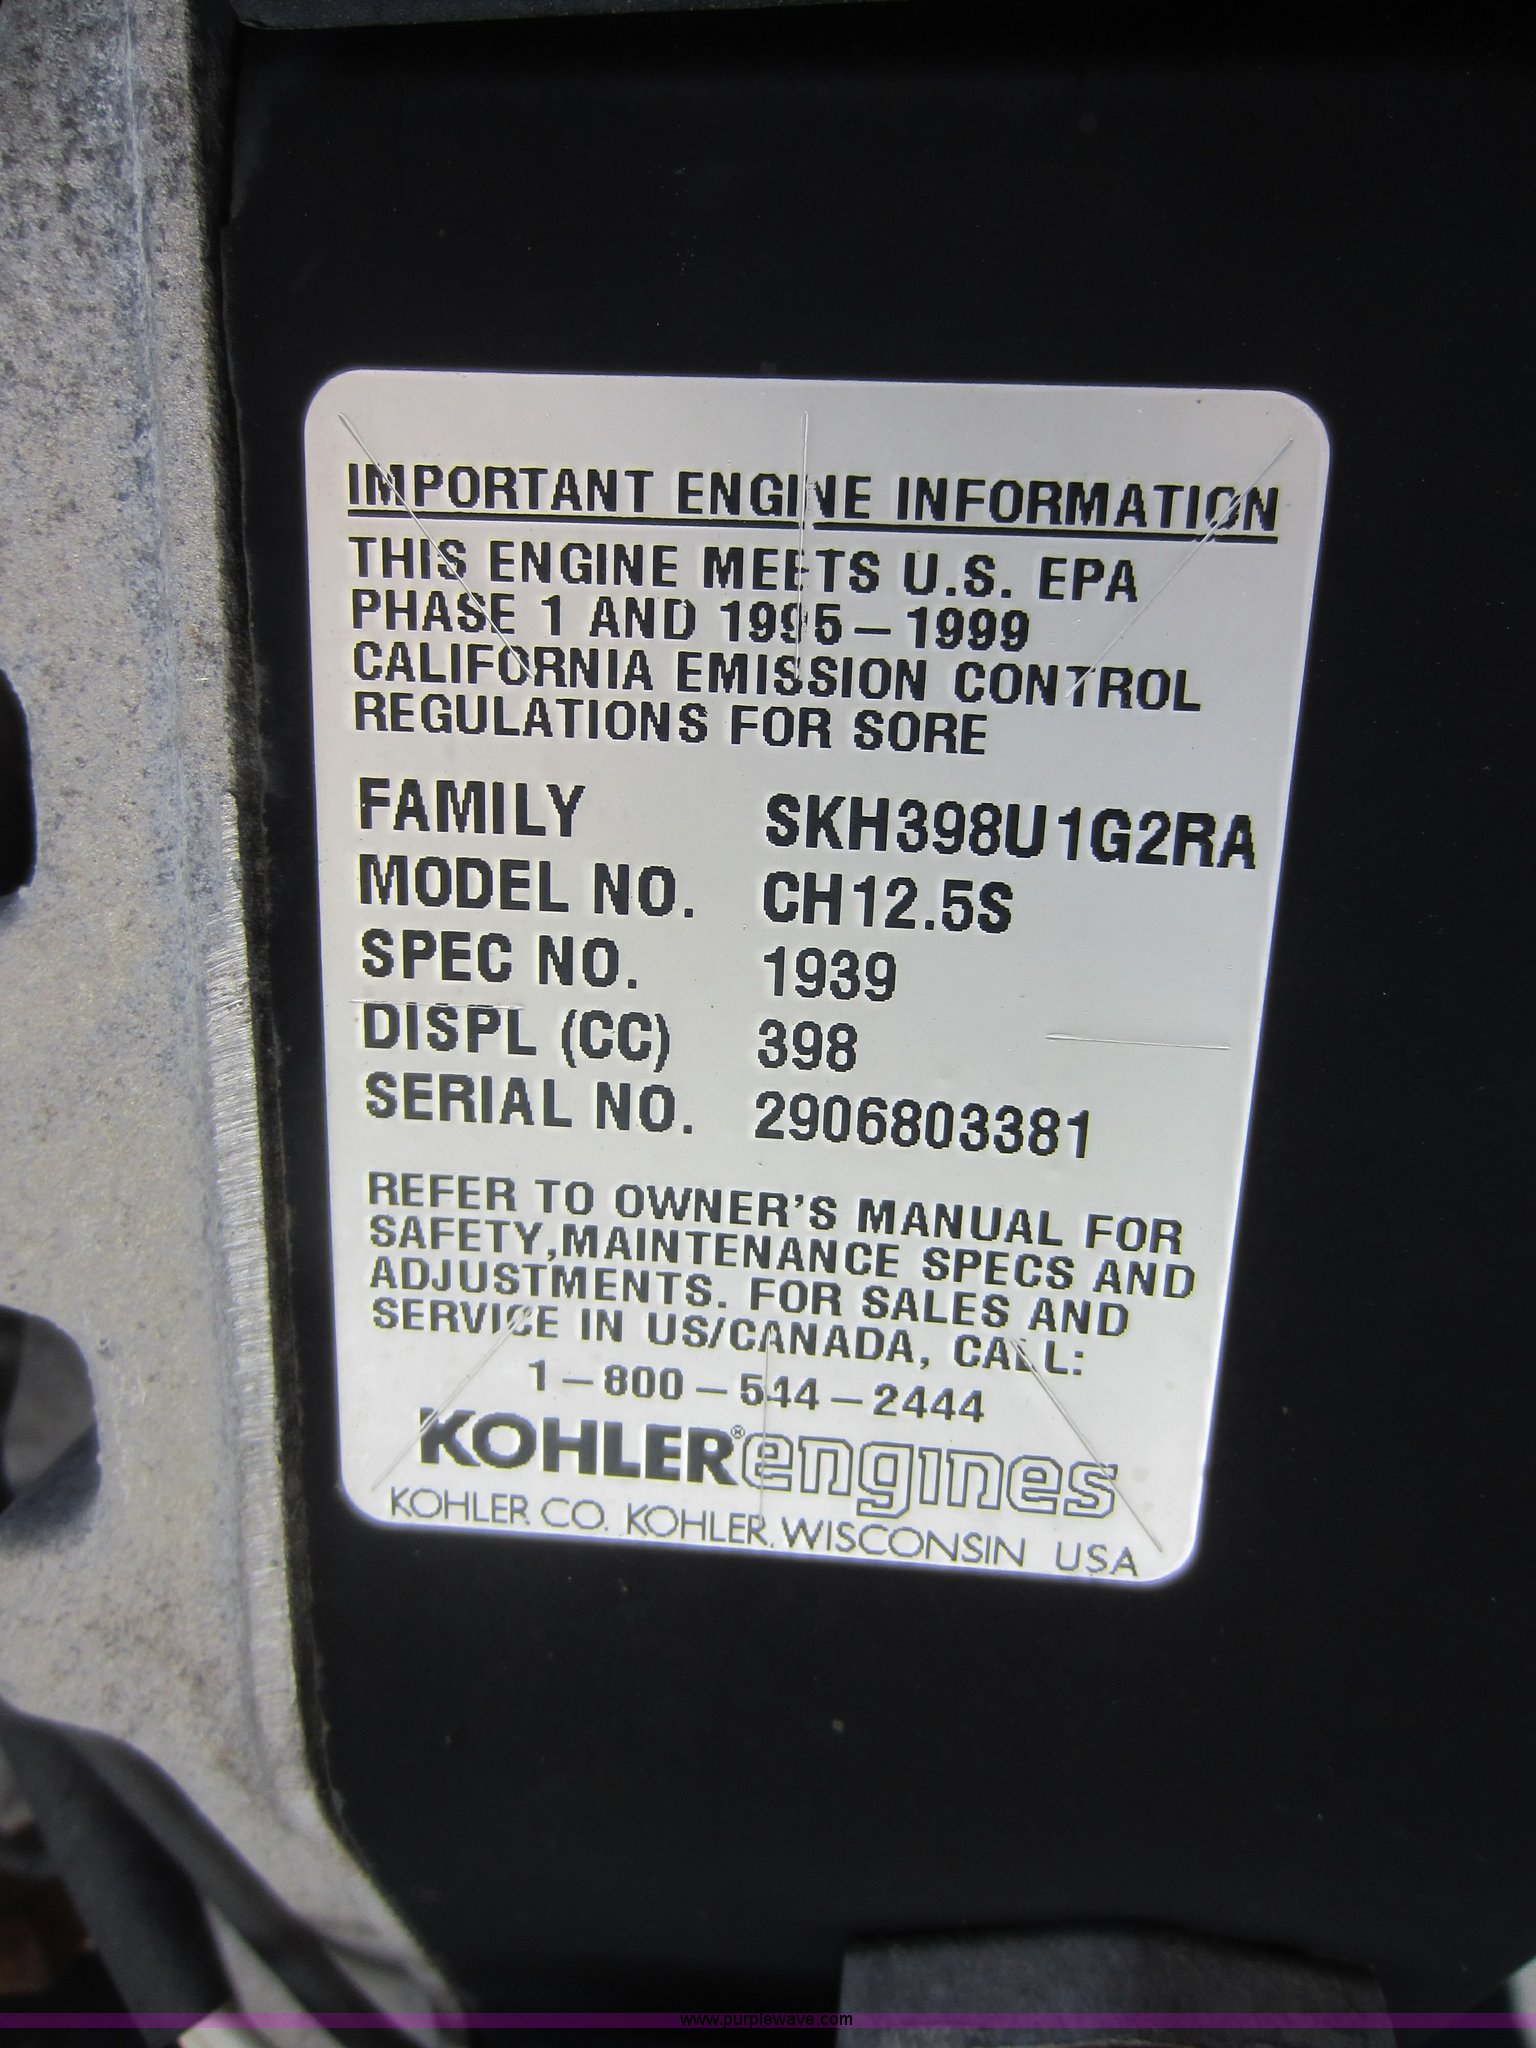 IMPORTANT ENGINE INFORMATION
THIS ENGINE MEETS U.S. EPA
PHASE 1 AND 1995-1999
CALIFORNIA EMISSION CONTROL
REGULATIONS FOR SORE
FAMILY SKH398U1G2RA
MODEL NO. CH12.5S
SPEC NO. 1939
DISPL (CC) 398
SERIAL NO. 2906803381
REFER TO OWNER'S MANUAL FOR
SAFETY,MAINTENANCE SPECS AND
ADJUSTMENTS. FOR SALES AND
SERVICE IN US/CANADA, CALL:
1-800-544-2444
KOHLER® engines
KOHLER CO. KOHLER, WISCONSIN USA
www.purplewave.com